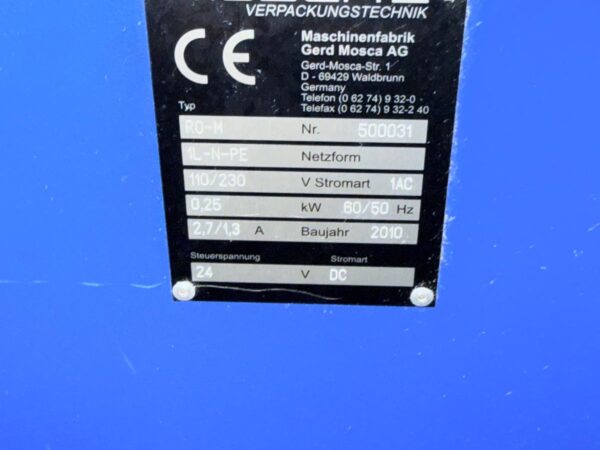 VERPACKUNGSTECHNIK
CE
Maschinenfabrik
Gerd Mosca AG
Gerd-Mosca-Str. 1
D - 69429 Waldbrunn
Germany
Telefon (0 62 74) 9 32-0
Telefax (0 62 74) 9 32-2 40
Typ
RO-M Nr. 500031
1L-N-PE Netzform
110/230 V Stromart 1AC
0,25 kW 60/50 Hz
2,7/1,3 A Baujahr 2010
Steuerspannung Stromart
24 V DC